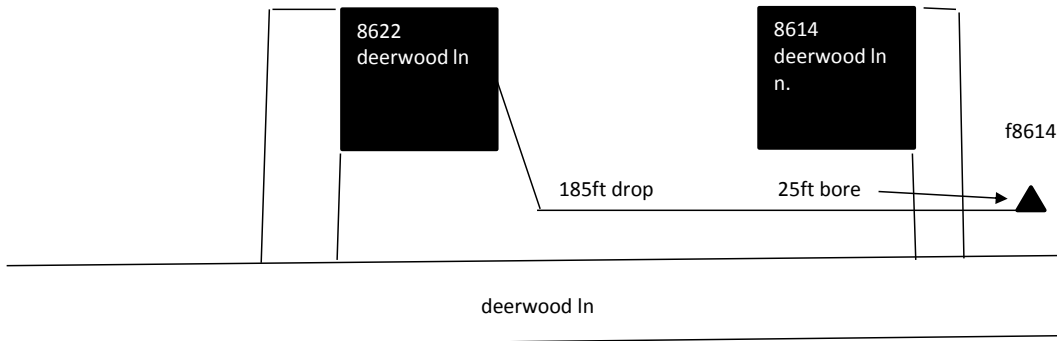 8622
deerwood ln
8614
deerwood ln
n.
f8614
185ft drop
25ft bore
deerwood ln